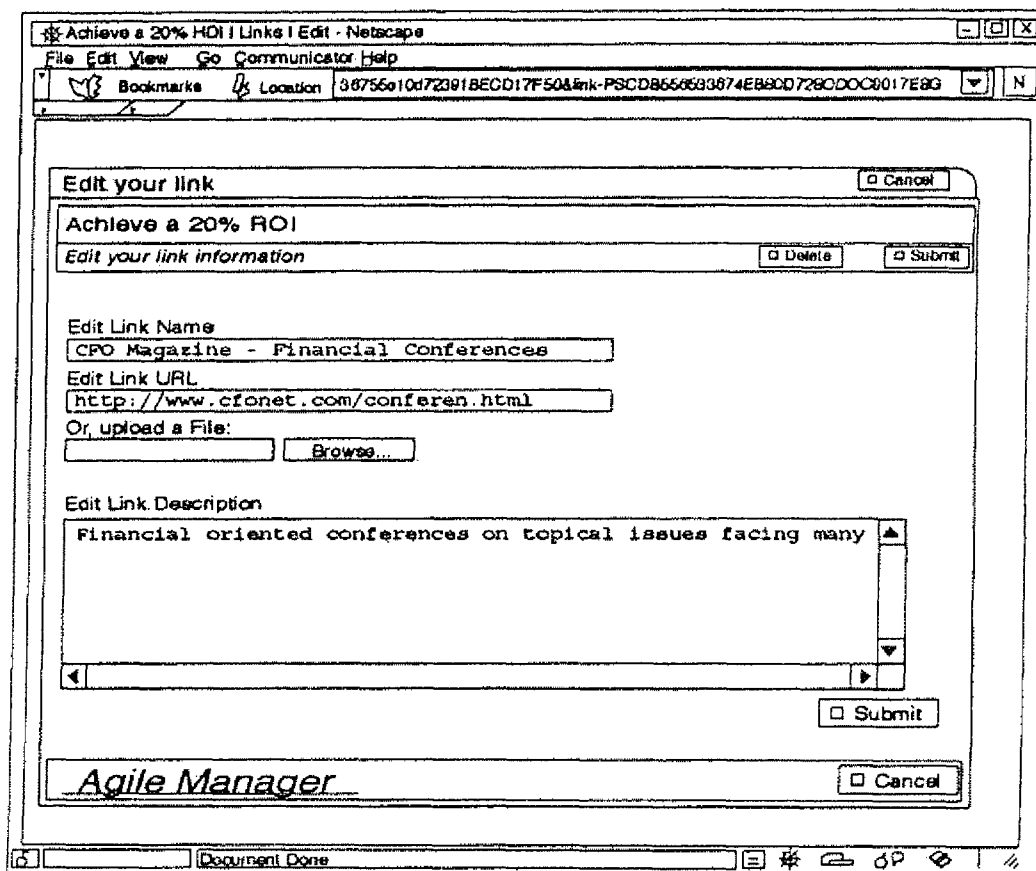 Achieve a 20% HOI I Links I Edit - Netscape
File Edit View Go Communicator Help
Bookmarks Location
N
Edit your link Cancel
Achieve a 20% ROI
Edit your link information Delete Submit
Edit Link Name
CFO Magazine - Financial Conferences
Edit Link URL
http://www.cfonet.com/conferen.html
Or, upload a File:
Browse...
Edit Link Description
Financial oriented conferences on topical issues facing many
Submit
Agile Manager Cancel
Document Done